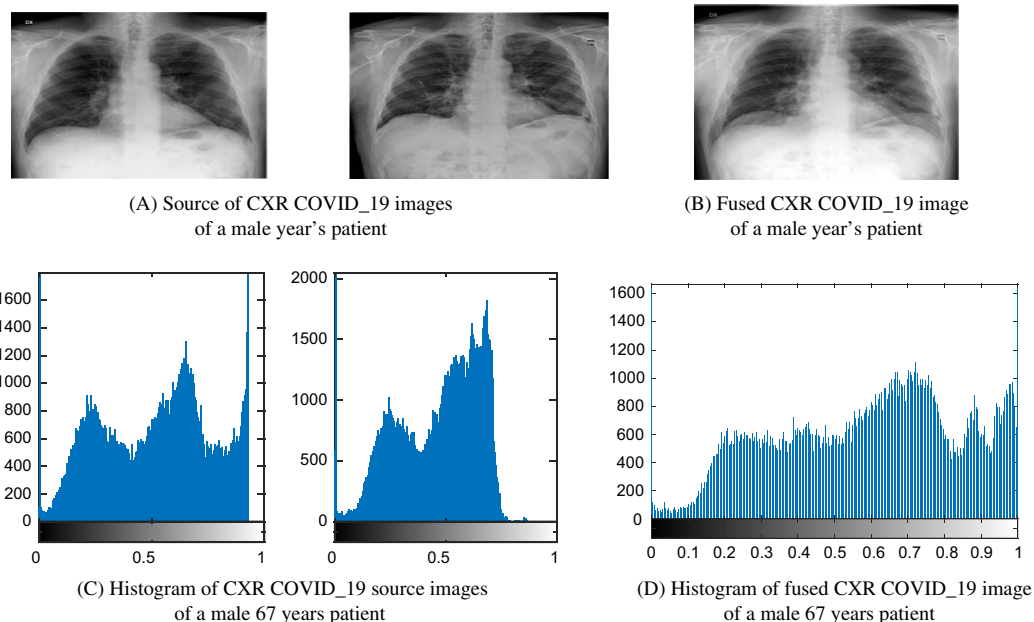 DX
DX
(A) Source of CXR COVID_19 images
of a male year's patient
(B) Fused CXR COVID_19 image
of a male year's patient
1600
1400
1200
1000
800
600
400
200
0
0 0.5 1
2000
1500
1000
500
0
0 0.5 1
1600
1400
1200
1000
800
600
400
200
0
0 0.1 0.2 0.3 0.4 0.5 0.6 0.7 0.8 0.9 1
(C) Histogram of CXR COVID_19 source images
of a male 67 years patient
(D) Histogram of fused CXR COVID_19 image
of a male 67 years patient